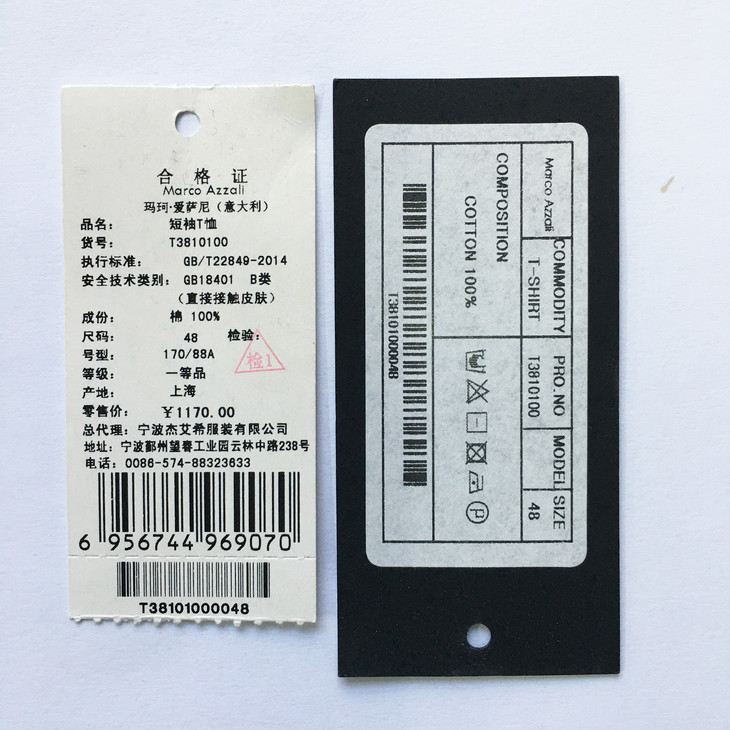 合格证
Marco Azzali
玛珂·爱萨尼（意大利）
品名： 短袖T恤
货号： T3810100
执行标准： GB/T22849-2014
安全技术类别： GB18401 B类
（直接接触皮肤）
成份： 棉 100%
尺码： 48 检验：
检1
号型： 170/88A
等级： 一等品
产地： 上海
零售价： ￥1170.00
总代理：宁波杰艾希服装有限公司
地址：宁波鄞州望春工业园云林中路238号
电话：0086-574-88323633
6 956744 969070
T38101000048
Marco Azzali
COMMODITY PRO.NO MODEL SIZE
T-SHIRT T3810100 48
COMPOSITION
COTTON 100%
P
T38101000048